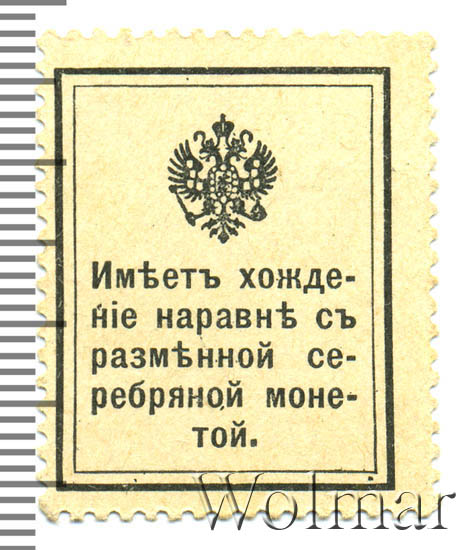 Имѣетъ хожде-
ніе наравнѣ съ
размѣнной се-
ребряной моне-
той.
Wolmar